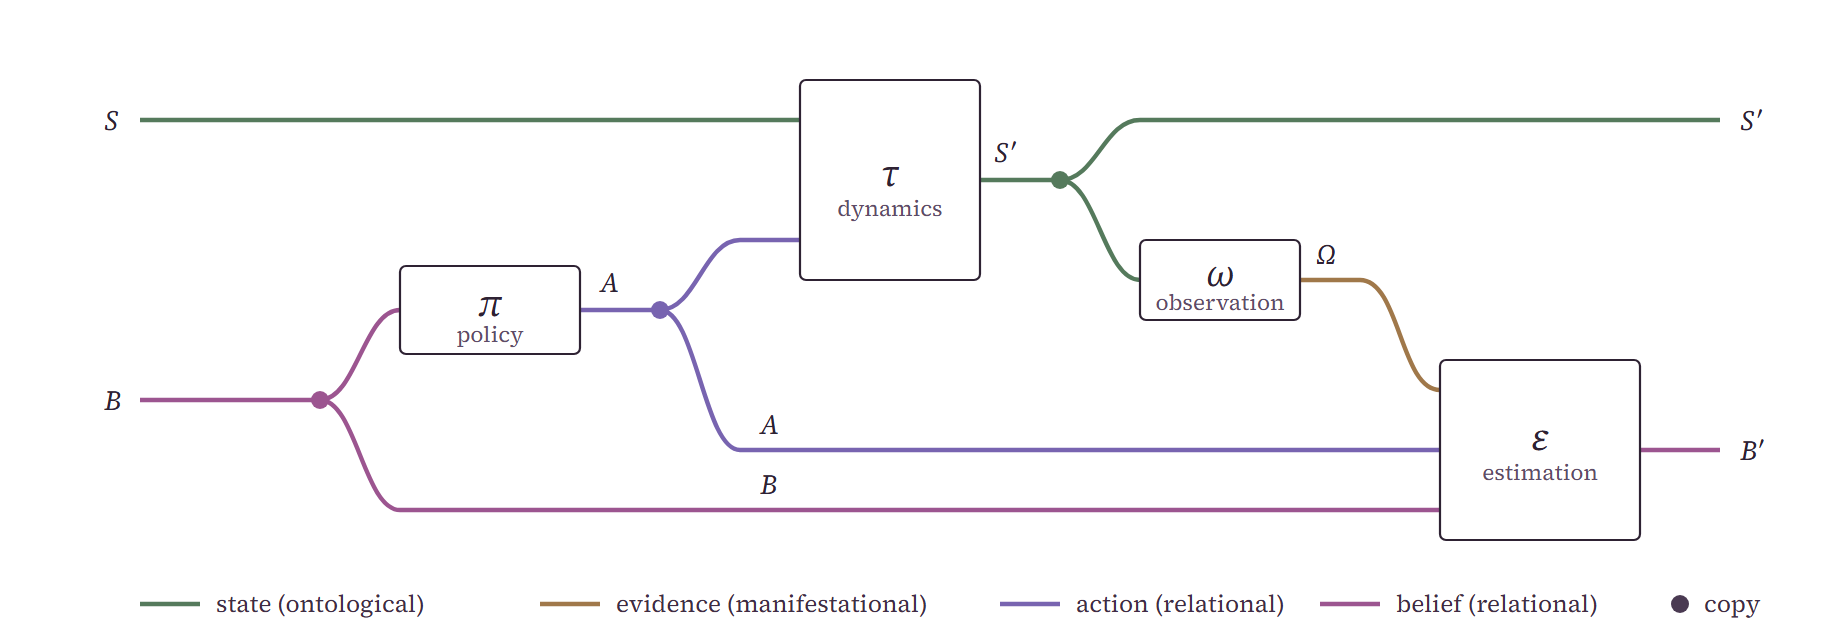 S
τ
dynamics
S′
S′
π
policy
A
ω
observation
Ω
B
A
B
ε
estimation
B′
state (ontological)
evidence (manifestational)
action (relational)
belief (relational)
copy